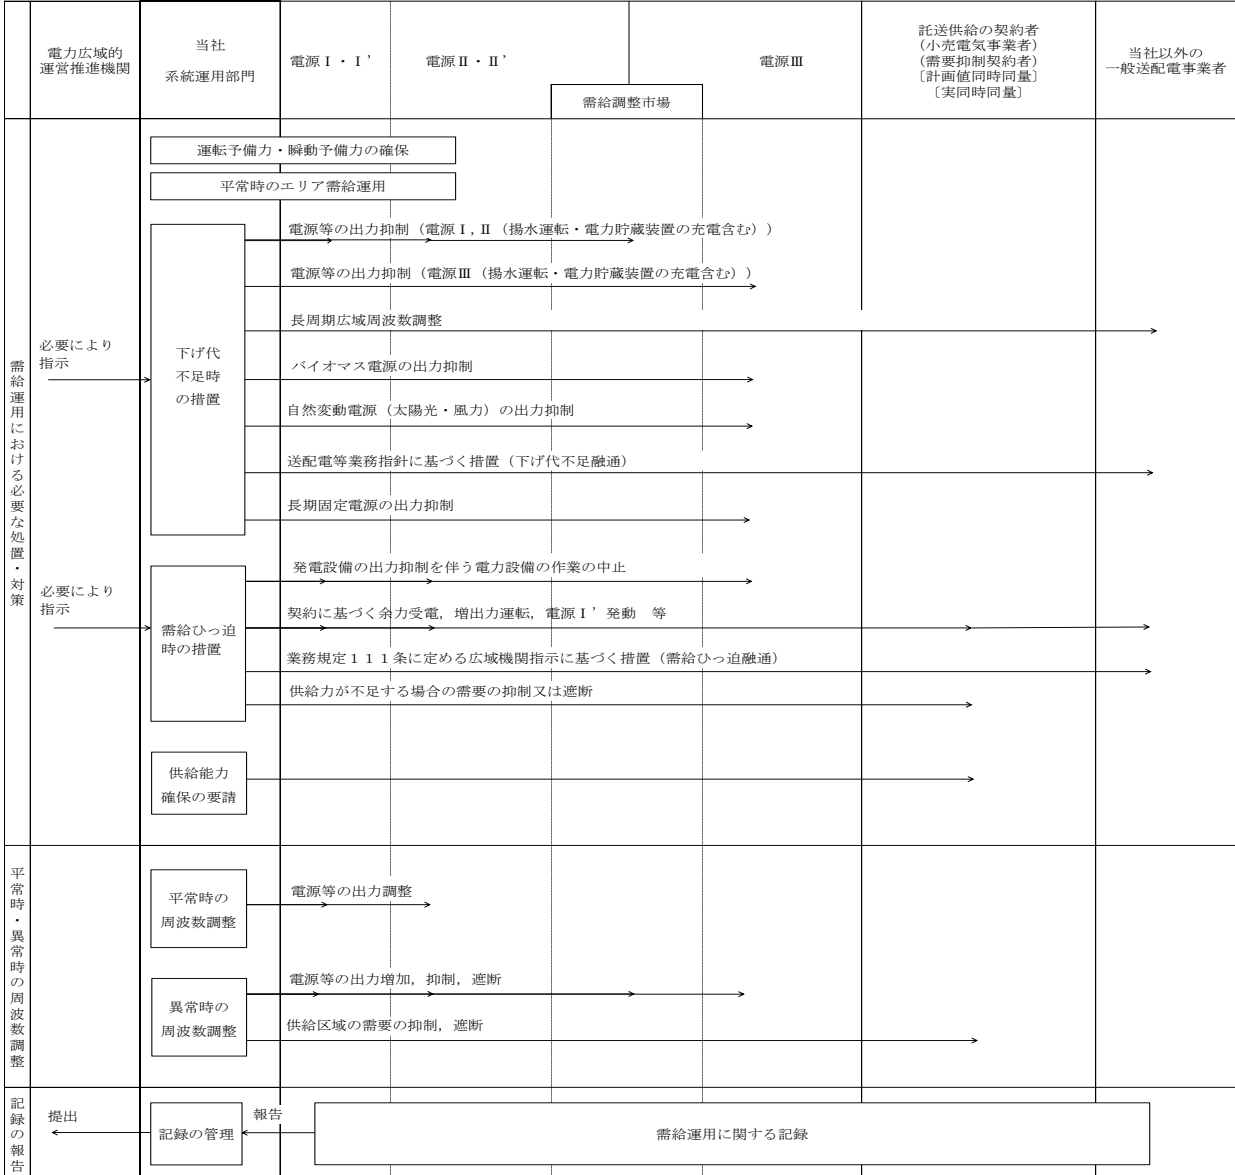 電力広域的
運営推進機関
当社
系統運用部門
電源Ⅰ・Ⅰ’
電源Ⅱ・Ⅱ’
需給調整市場
電源Ⅲ
託送供給の契約者
(小売電気事業者)
(需要抑制契約者)
〔計画値同時同量〕
〔実同時同量〕
当社以外の
一般送配電事業者
需給運用における必要な処置・対策
運転予備力・瞬動予備力の確保
平常時のエリア需給運用
必要により
指示
下げ代
不足時
の措置
電源等の出力抑制（電源Ⅰ,Ⅱ（揚水運転・電力貯蔵装置の充電含む））
電源等の出力抑制（電源Ⅲ（揚水運転・電力貯蔵装置の充電含む））
長周期広域周波数調整
バイオマス電源の出力抑制
自然変動電源（太陽光・風力）の出力抑制
送配電等業務指針に基づく措置（下げ代不足融通）
長期固定電源の出力抑制
必要により
指示
需給ひっ迫
時の措置
発電設備の出力抑制を伴う電力設備の作業の中止
契約に基づく余力受電，増出力運転，電源Ⅰ’発動　等
業務規定１１１条に定める広域機関指示に基づく措置（需給ひっ迫融通）
供給力が不足する場合の需要の抑制又は遮断
供給能力
確保の要請
平常時・異常時の周波数調整
平常時の
周波数調整
電源等の出力調整
異常時の
周波数調整
電源等の出力増加，抑制，遮断
供給区域の需要の抑制，遮断
記録の報告
提出
記録の管理
報告
需給運用に関する記録